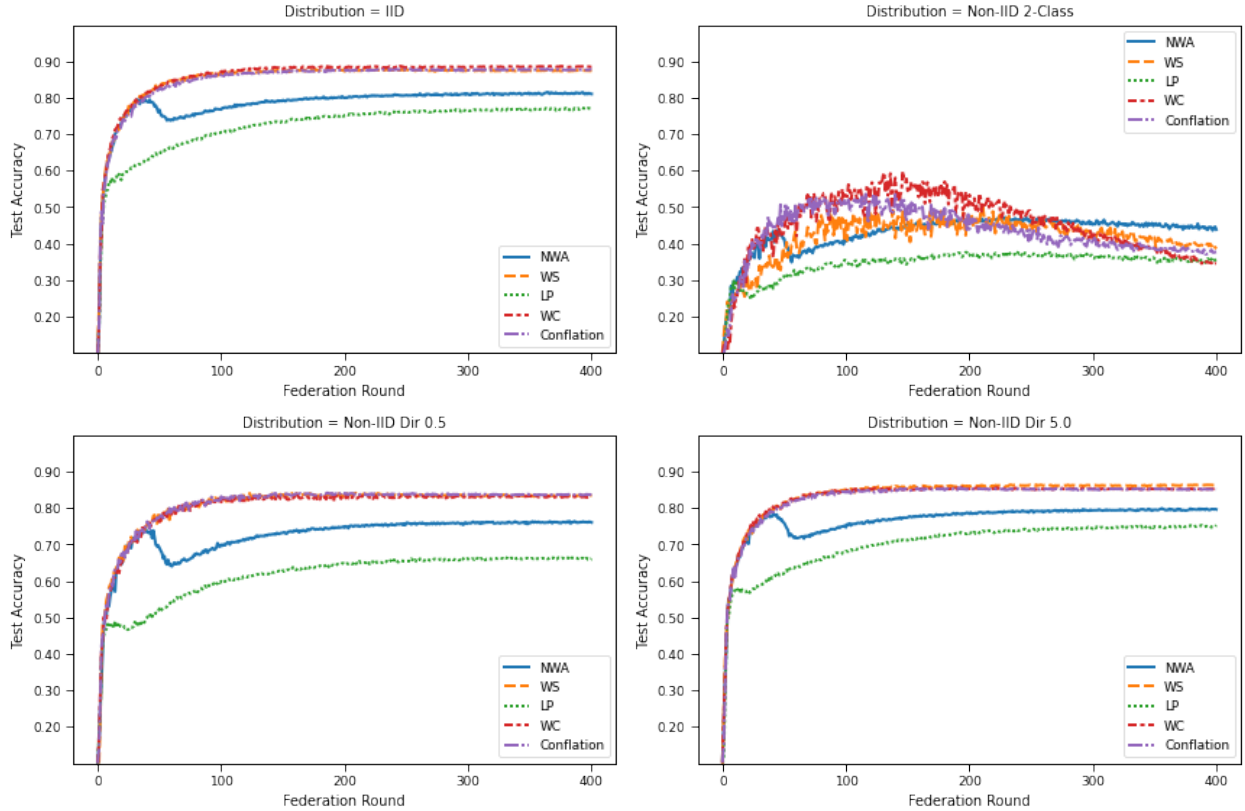 Distribution = IID
Test Accuracy
0.90
0.80
0.70
0.60
0.50
0.40
0.30
0.20
0
100
200
300
400
Federation Round
NWA
WS
LP
WC
Conflation
Distribution = Non-IID 2-Class
Test Accuracy
0.90
0.80
0.70
0.60
0.50
0.40
0.30
0.20
0
100
200
300
400
Federation Round
NWA
WS
LP
WC
Conflation
Distribution = Non-IID Dir 0.5
Test Accuracy
0.90
0.80
0.70
0.60
0.50
0.40
0.30
0.20
0
100
200
300
400
Federation Round
NWA
WS
LP
WC
Conflation
Distribution = Non-IID Dir 5.0
Test Accuracy
0.90
0.80
0.70
0.60
0.50
0.40
0.30
0.20
0
100
200
300
400
Federation Round
NWA
WS
LP
WC
Conflation